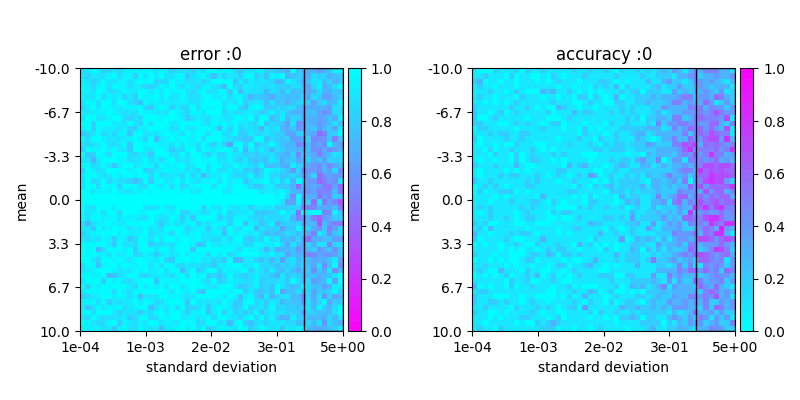 error :0
-10.0
-6.7
-3.3
0.0
3.3
6.7
10.0
mean
1e-04
1e-03
2e-02
3e-01
5e+00
standard deviation
1.0
0.8
0.6
0.4
0.2
0.0
accuracy :0
-10.0
-6.7
-3.3
0.0
3.3
6.7
10.0
mean
1e-04
1e-03
2e-02
3e-01
5e+00
standard deviation
1.0
0.8
0.6
0.4
0.2
0.0